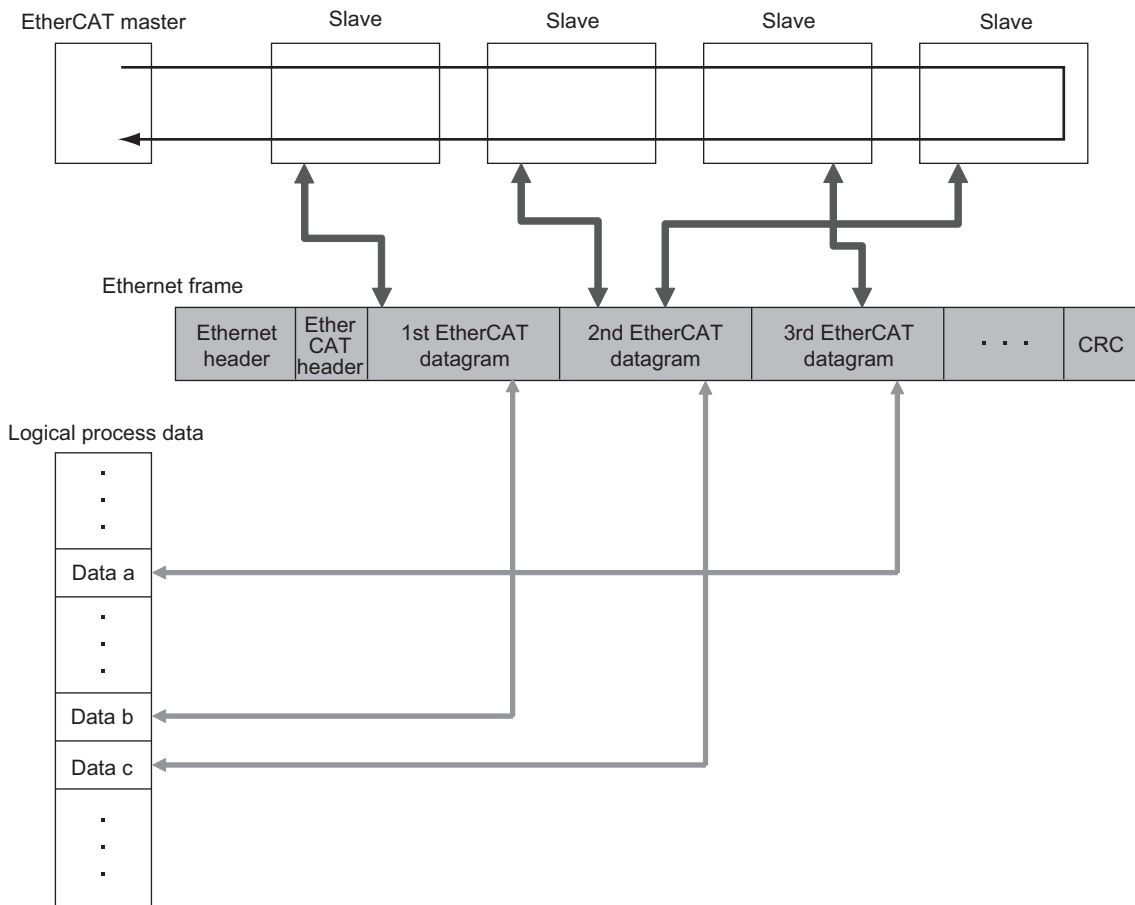 EtherCAT master
Slave
Slave
Slave
Slave
Ethernet frame
Ethernet
header
Ether
CAT
header
1st EtherCAT
datagram
2nd EtherCAT
datagram
3rd EtherCAT
datagram
· · ·
CRC
Logical process data
·
·
·
Data a
·
·
·
Data b
Data c
·
·
·